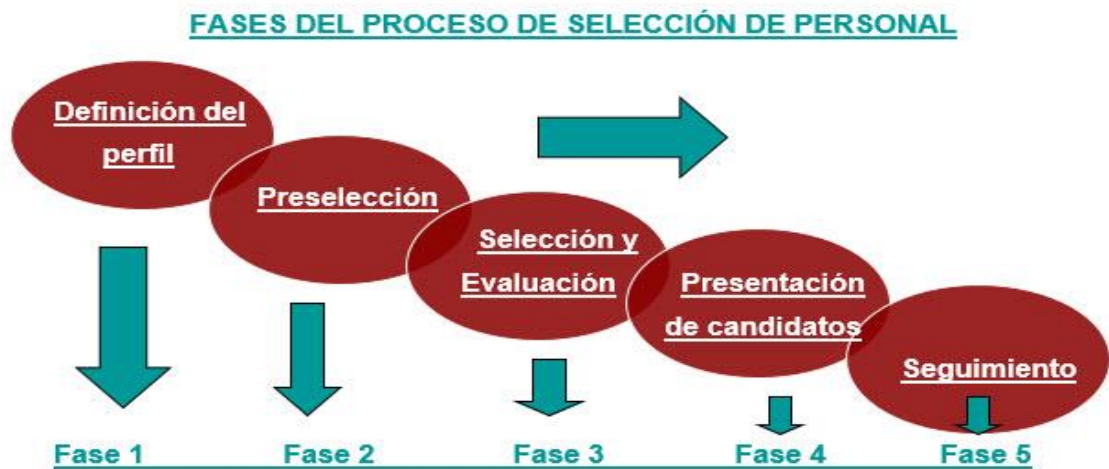 FASES DEL PROCESO DE SELECCIÓN DE PERSONAL
Definición del
perfil
Preselección
Selección y
Evaluación
Presentación
de candidatos
Seguimiento
Fase 1 Fase 2 Fase 3 Fase 4 Fase 5